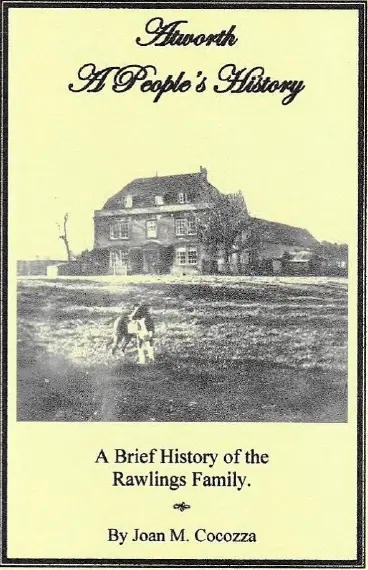 Atworth
A People's History
A Brief History of the
Rawlings Family.
By Joan M. Cocozza